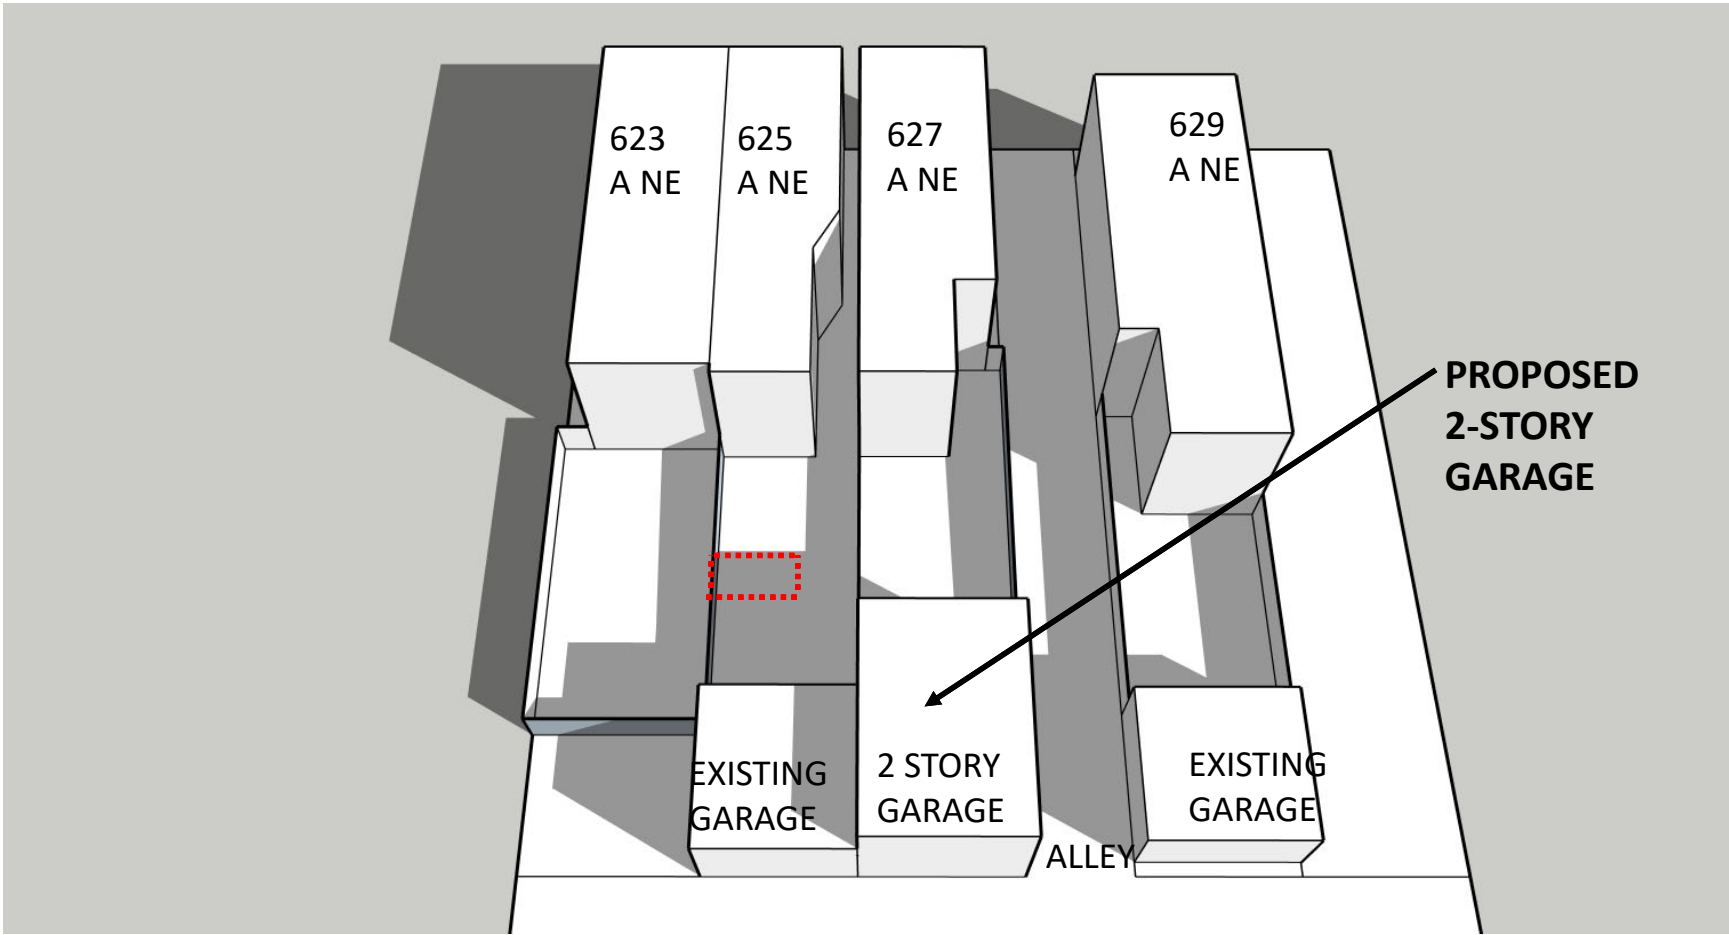 623
A NE
625
A NE
627
A NE
629
A NE
PROPOSED
2-STORY
GARAGE
EXISTING
GARAGE
2 STORY
GARAGE
EXISTING
GARAGE
ALLEY